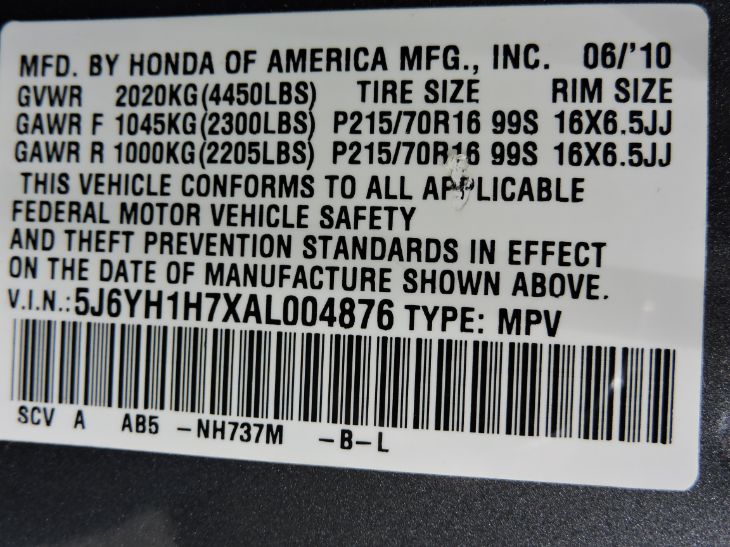 MFD. BY HONDA OF AMERICA MFG., INC. 06/'10
GVWR 2020KG(4450LBS) TIRE SIZE RIM SIZE
GAWR F 1045KG(2300LBS) P215/70R16 99S 16X6.5JJ
GAWR R 1000KG(2205LBS) P215/70R16 99S 16X6.5JJ
THIS VEHICLE CONFORMS TO ALL APPLICABLE
FEDERAL MOTOR VEHICLE SAFETY
AND THEFT PREVENTION STANDARDS IN EFFECT
ON THE DATE OF MANUFACTURE SHOWN ABOVE.
V.I.N.:5J6YH1H7XAL004876 TYPE: MPV
SCV A AB5 -NH737M -B-L